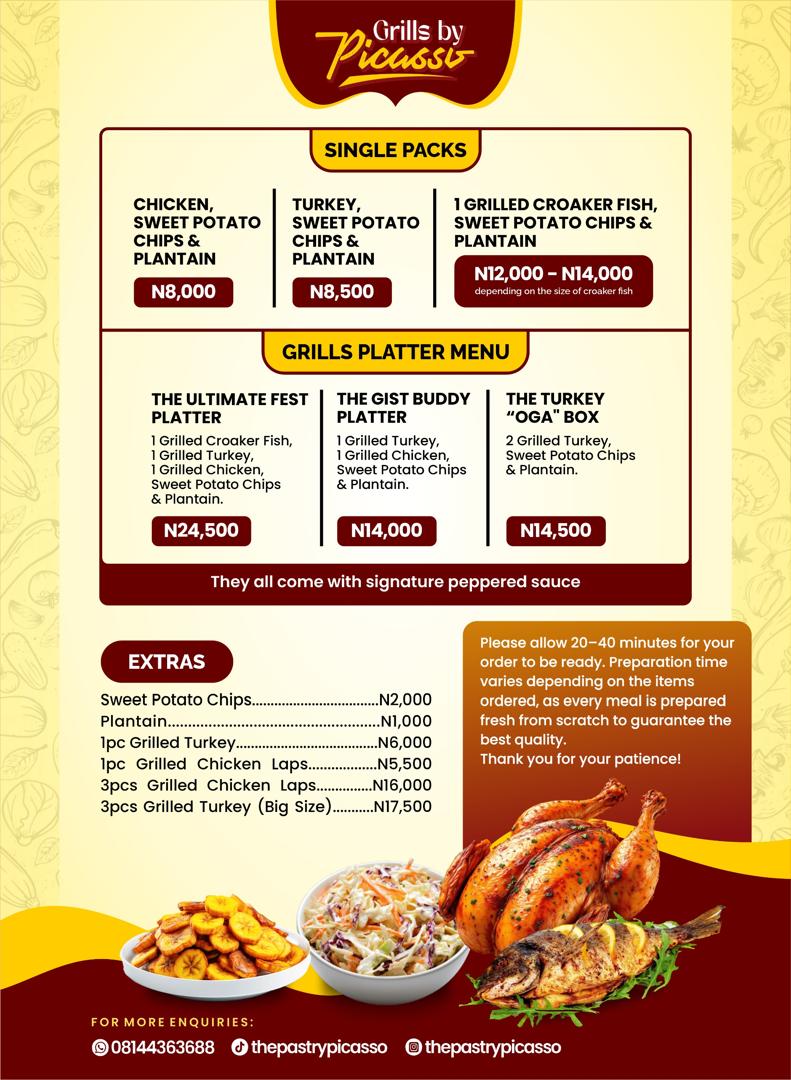 Grills by
Picasso
SINGLE PACKS
CHICKEN,
SWEET POTATO
CHIPS &
PLANTAIN
N8,000
TURKEY,
SWEET POTATO
CHIPS &
PLANTAIN
N8,500
1 GRILLED CROAKER FISH,
SWEET POTATO CHIPS &
PLANTAIN
N12,000 – N14,000
depending on the size of croaker fish
GRILLS PLATTER MENU
THE ULTIMATE FEST
PLATTER
1 Grilled Croaker Fish,
1 Grilled Turkey,
1 Grilled Chicken,
Sweet Potato Chips
& Plantain.
N24,500
THE GIST BUDDY
PLATTER
1 Grilled Turkey,
1 Grilled Chicken,
Sweet Potato Chips
& Plantain.
N14,000
THE TURKEY
“OGA" BOX
2 Grilled Turkey,
Sweet Potato Chips
& Plantain.
N14,500
They all come with signature peppered sauce
EXTRAS
Sweet Potato Chips..................................N2,000
Plantain..............................................N1,000
1pc Grilled Turkey......................................N6,000
1pc Grilled Chicken Laps..................N5,500
3pcs Grilled Chicken Laps...............N16,000
3pcs Grilled Turkey (Big Size)...........N17,500
Please allow 20–40 minutes for your
order to be ready. Preparation time
varies depending on the items
ordered, as every meal is prepared
fresh from scratch to guarantee the
best quality.
Thank you for your patience!
FOR MORE ENQUIRIES:
08144363688 thepastrypicasso thepastrypicasso